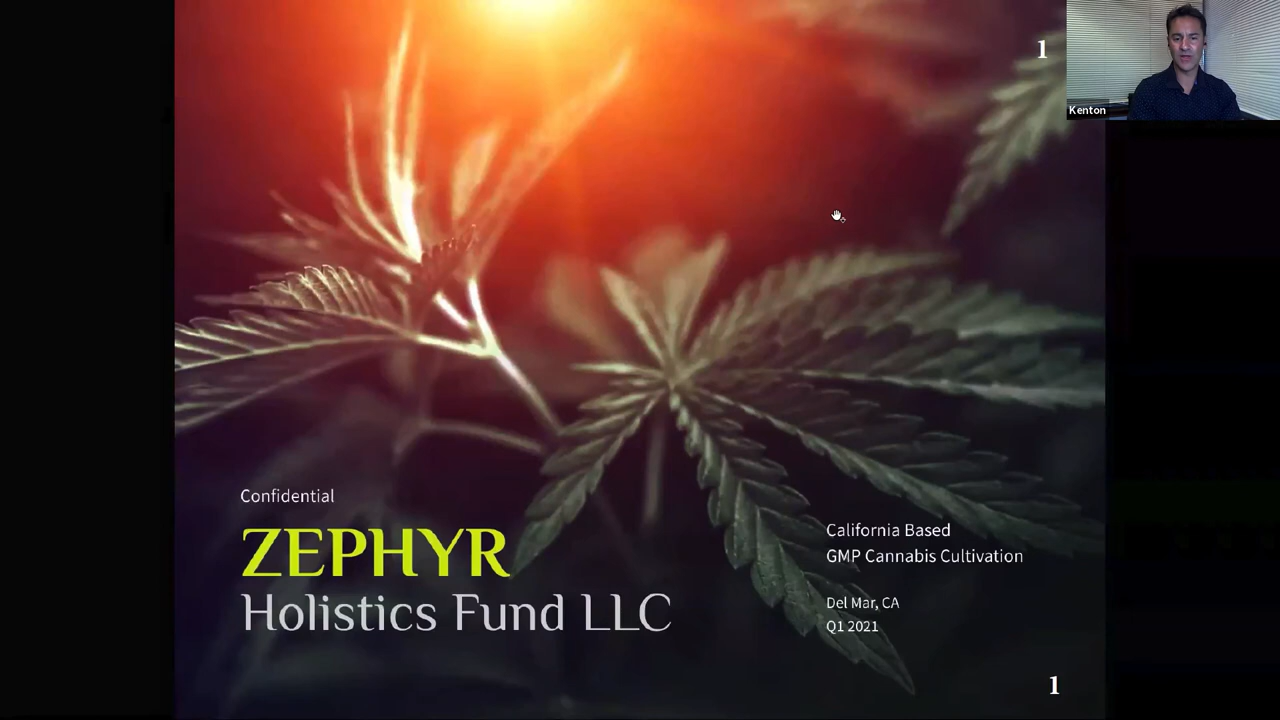 1
Kenton
Confidential
ZEPHYR
Holistics Fund LLC
California Based
GMP Cannabis Cultivation
Del Mar, CA
Q1 2021
1